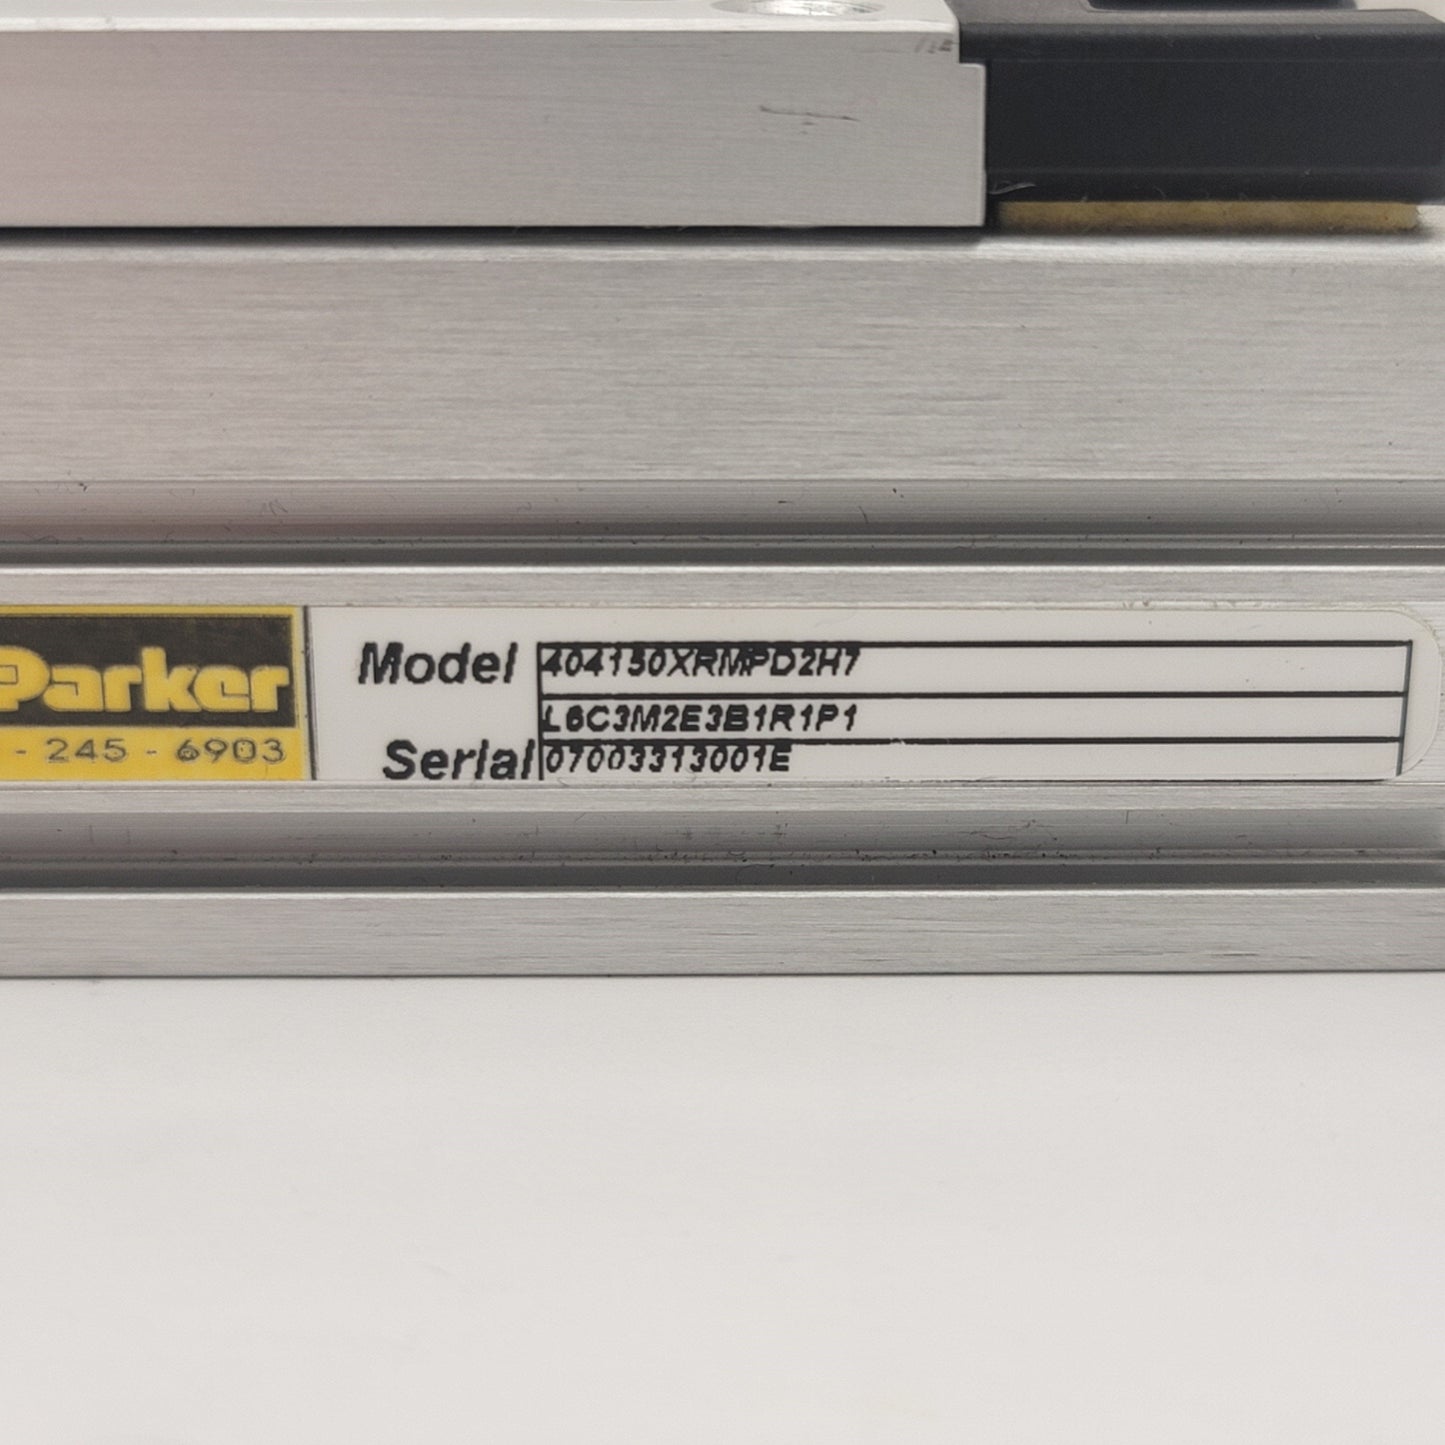 Parker
- 245 - 6903
Model 404150XRMPD2H7
L6C3M2E3B1R1P1
Serial 07003313001E